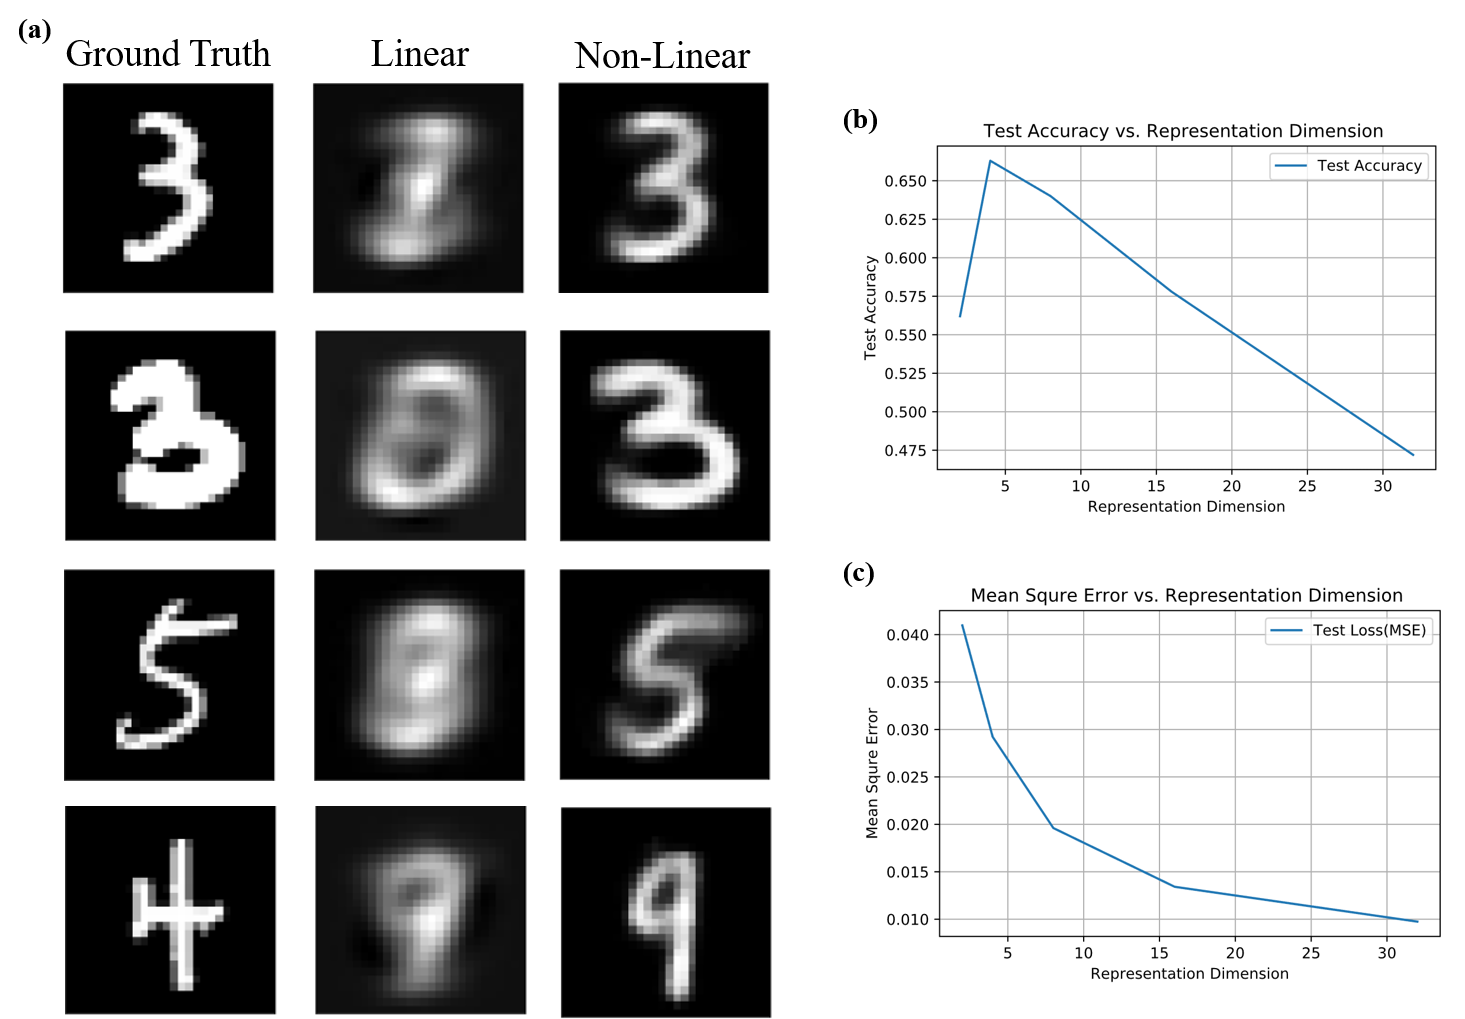 (a)
Ground Truth
Linear
Non-Linear
(b)
Test Accuracy vs. Representation Dimension
Test Accuracy
0.650
0.625
0.600
0.575
0.550
0.525
0.500
0.475
Test Accuracy
5 10 15 20 25 30
Representation Dimension
(c)
Mean Squre Error vs. Representation Dimension
Test Loss(MSE)
0.040
0.035
0.030
0.025
0.020
0.015
0.010
Mean Squre Error
5 10 15 20 25 30
Representation Dimension